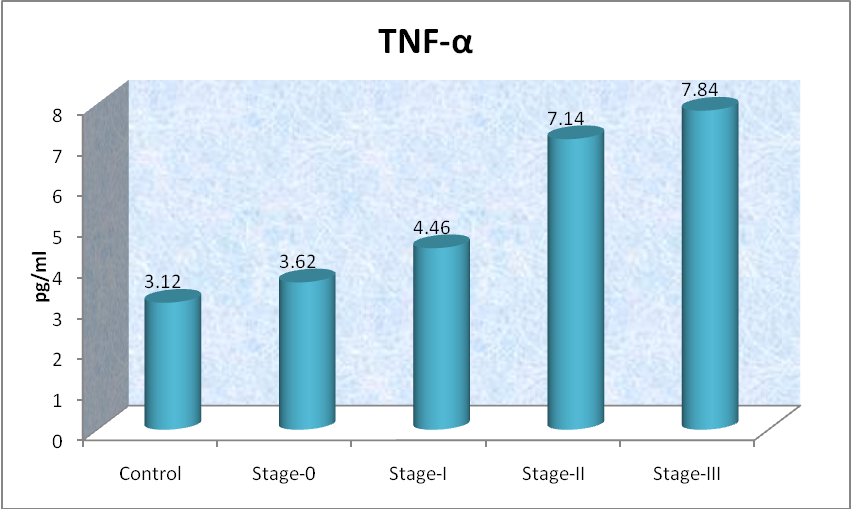 TNF-α
pg/ml
8
7
6
5
4
3
2
1
0
3.12
3.62
4.46
7.14
7.84
Control
Stage-0
Stage-I
Stage-II
Stage-III